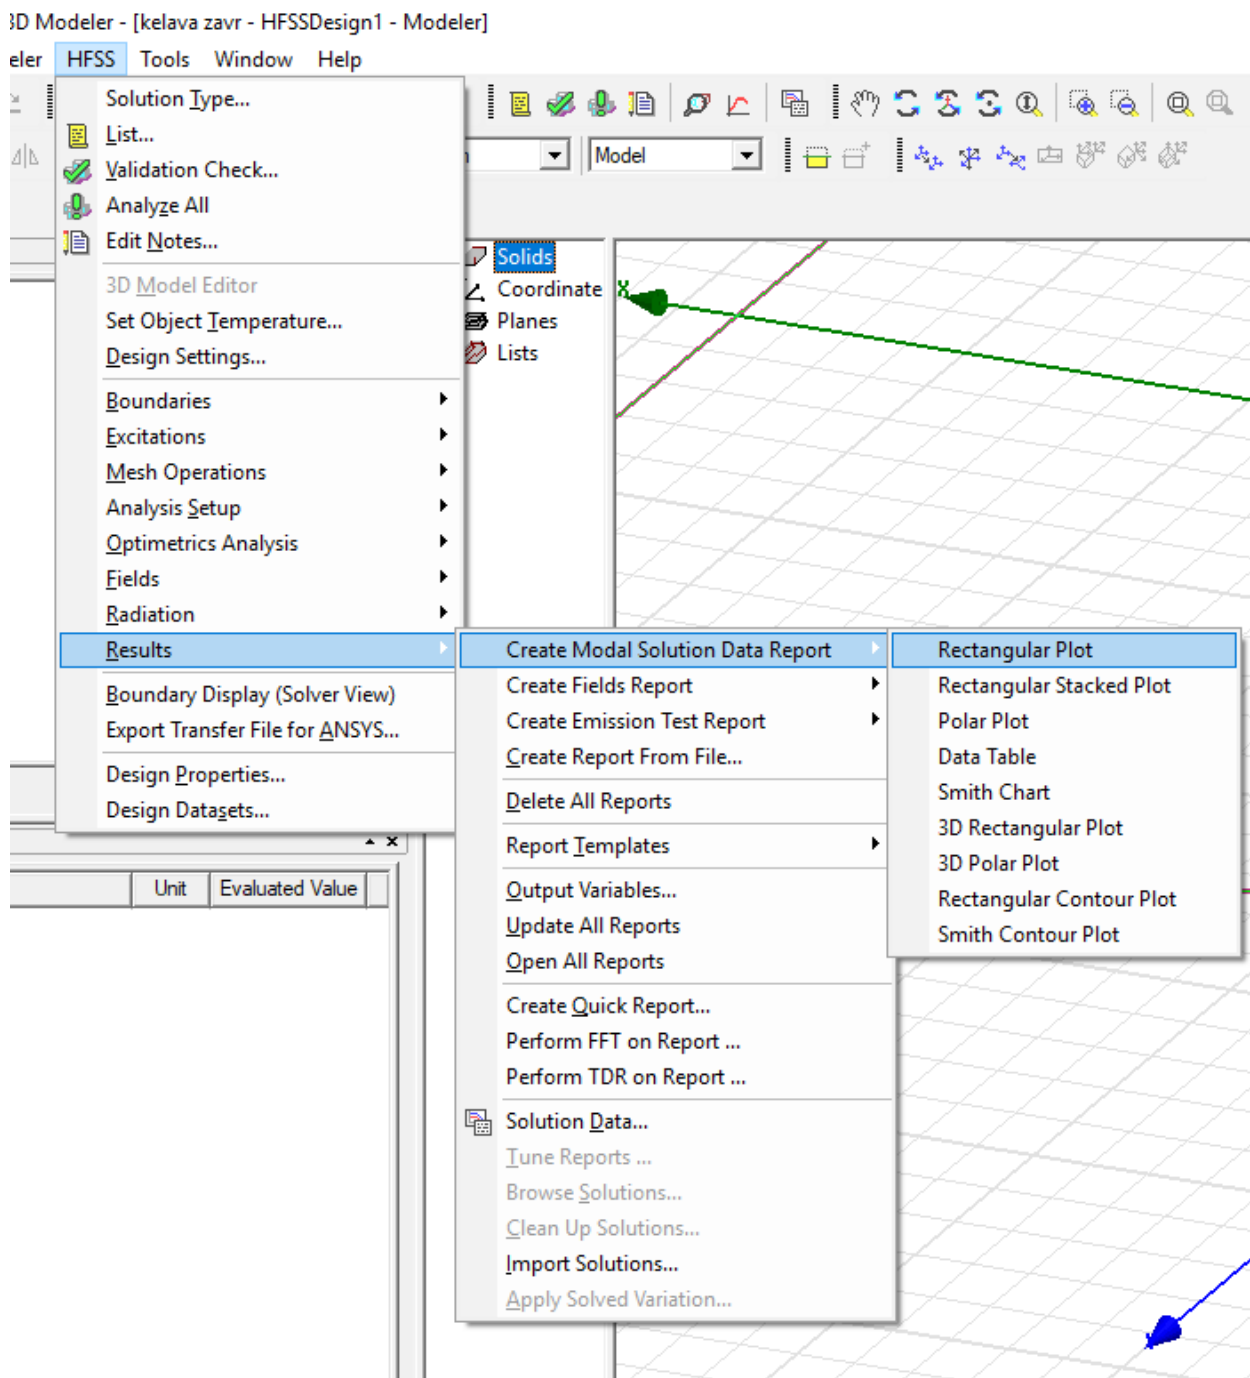 3D Modeler - [kelava zavr - HFSSDesign1 - Modeler]
eler HFSS Tools Window Help
Solution Type...
List...
Validation Check...
Analyze All
Edit Notes...
3D Model Editor
Set Object Temperature...
Design Settings...
Boundaries
Excitations
Mesh Operations
Analysis Setup
Optimetrics Analysis
Fields
Radiation
Results
Boundary Display (Solver View)
Export Transfer File for ANSYS...
Design Properties...
Design Datasets...
Model
Solids
Coordinate
Planes
Lists
X
Create Modal Solution Data Report
Create Fields Report
Create Emission Test Report
Create Report From File...
Delete All Reports
Report Templates
Output Variables...
Update All Reports
Open All Reports
Create Quick Report...
Perform FFT on Report ...
Perform TDR on Report ...
Solution Data...
Tune Reports ...
Browse Solutions...
Clean Up Solutions...
Import Solutions...
Apply Solved Variation...
Rectangular Plot
Rectangular Stacked Plot
Polar Plot
Data Table
Smith Chart
3D Rectangular Plot
3D Polar Plot
Rectangular Contour Plot
Smith Contour Plot
Unit Evaluated Value